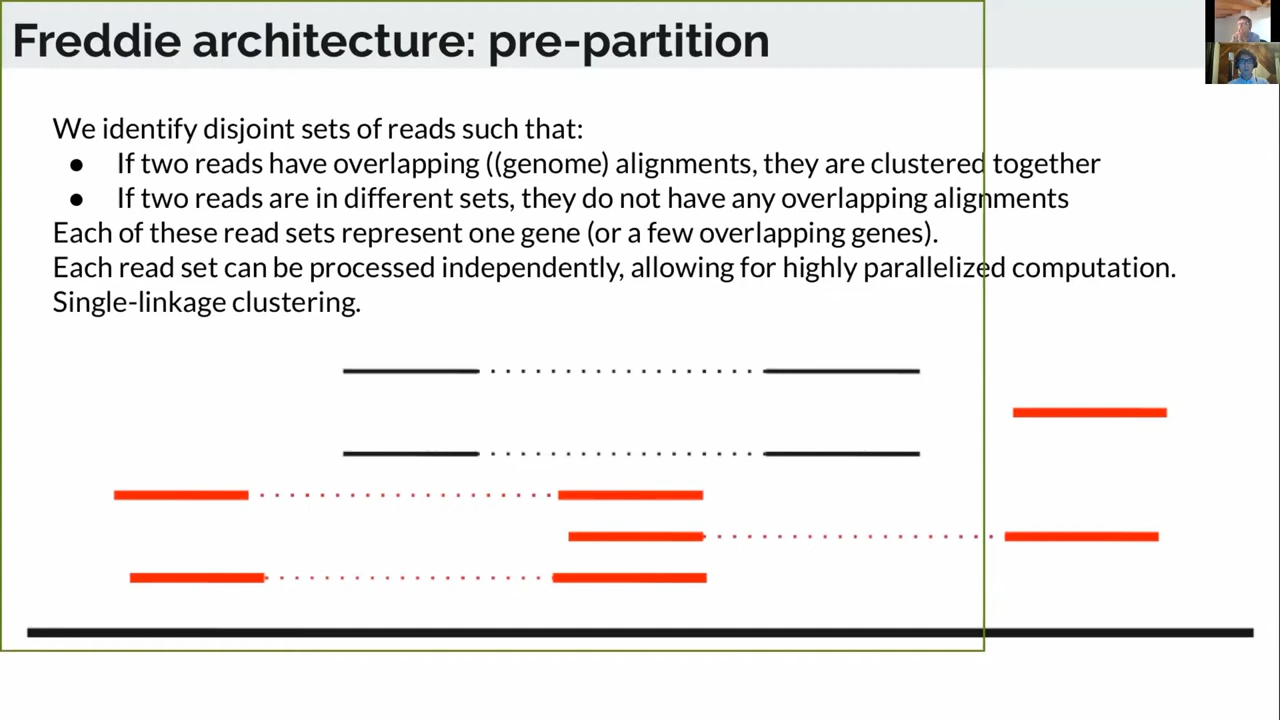 Freddie architecture: pre-partition
We identify disjoint sets of reads such that:
● If two reads have overlapping ((genome) alignments, they are clustered together
● If two reads are in different sets, they do not have any overlapping alignments
Each of these read sets represent one gene (or a few overlapping genes).
Each read set can be processed independently, allowing for highly parallelized computation.
Single-linkage clustering.